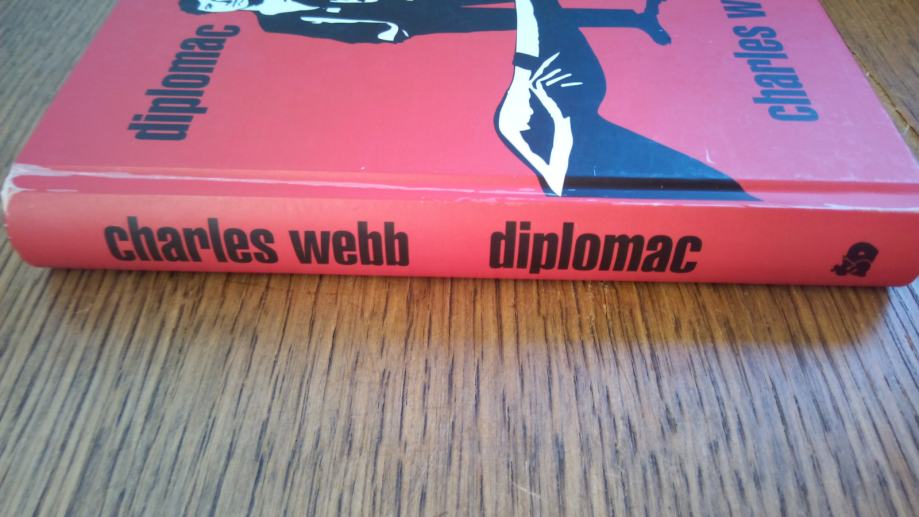 diplomac
charles w
charles webb diplomac